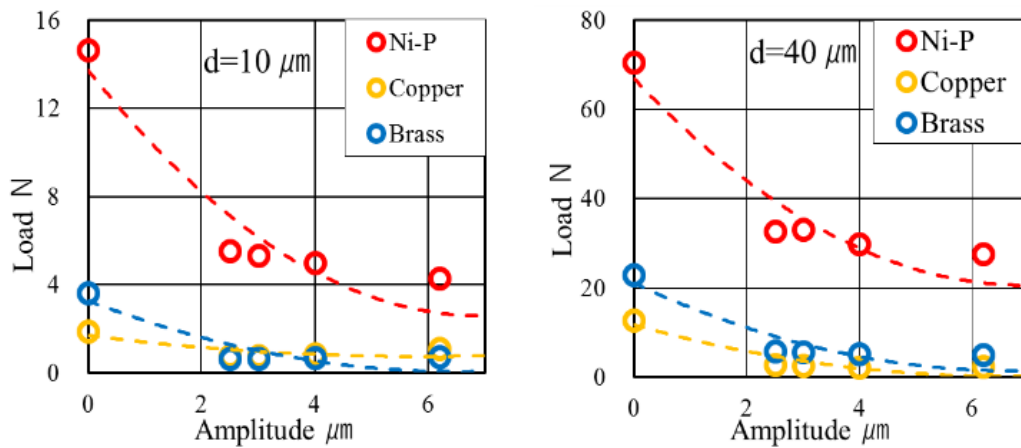 16
12
8
4
0
Load N
d=10 μm
Ni-P
Copper
Brass
0 2 4 6
Amplitude μm
80
60
40
20
0
Load N
d=40 μm
Ni-P
Copper
Brass
0 2 4 6
Amplitude μm